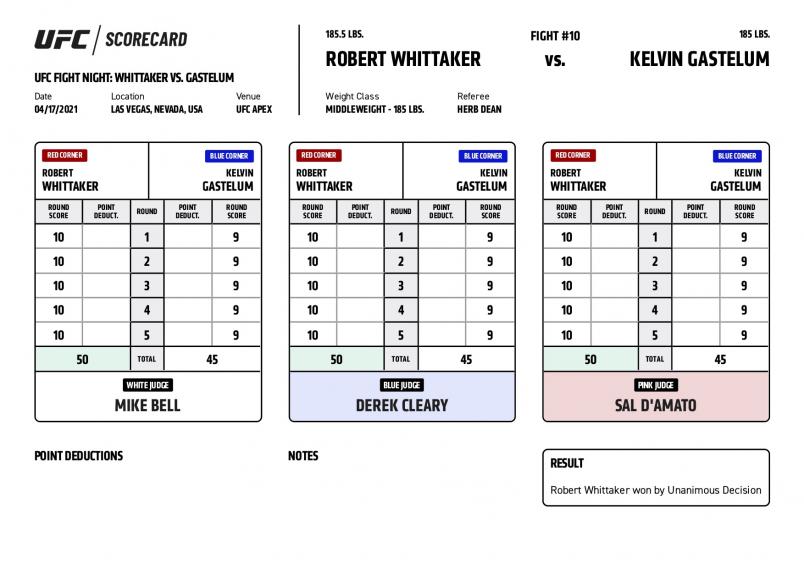 UFC / SCORECARD
UFC FIGHT NIGHT: WHITTAKER VS. GASTELUM
Date Location Venue
04/17/2021 LAS VEGAS, NEVADA, USA UFC APEX
185.5 LBS. FIGHT #10 185 LBS.
ROBERT WHITTAKER VS. KELVIN GASTELUM
Weight Class Referee
MIDDLEWEIGHT - 185 LBS. HERB DEAN
RED CORNER BLUE CORNER
ROBERT KELVIN
WHITTAKER GASTELUM
ROUND SCORE POINT DEDUCT. ROUND POINT DEDUCT. ROUND SCORE
10 1 9
10 2 9
10 3 9
10 4 9
10 5 9
50 TOTAL 45
WHITE JUDGE
MIKE BELL
RED CORNER BLUE CORNER
ROBERT KELVIN
WHITTAKER GASTELUM
ROUND SCORE POINT DEDUCT. ROUND POINT DEDUCT. ROUND SCORE
10 1 9
10 2 9
10 3 9
10 4 9
10 5 9
50 TOTAL 45
BLUE JUDGE
DEREK CLEARY
RED CORNER BLUE CORNER
ROBERT KELVIN
WHITTAKER GASTELUM
ROUND SCORE POINT DEDUCT. ROUND POINT DEDUCT. ROUND SCORE
10 1 9
10 2 9
10 3 9
10 4 9
10 5 9
50 TOTAL 45
PINK JUDGE
SAL D'AMATO
POINT DEDUCTIONS
NOTES
RESULT
Robert Whittaker won by Unanimous Decision